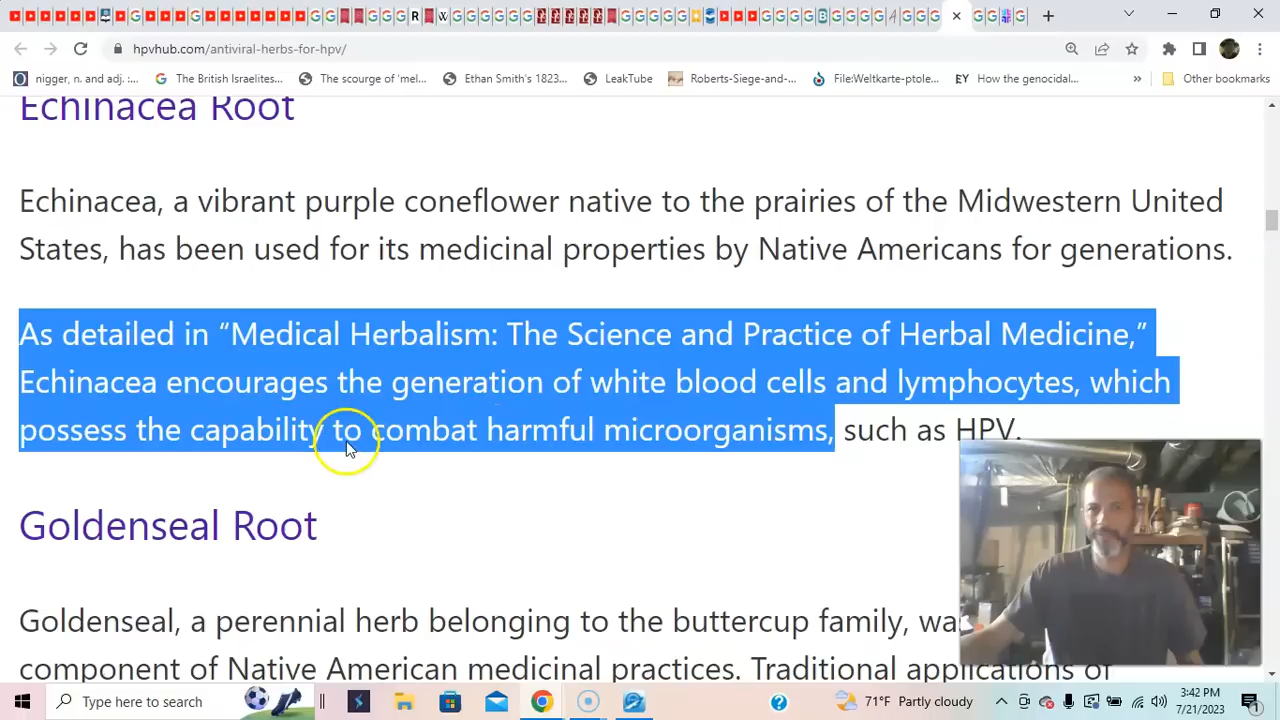 hpvhub.com/antiviral-herbs-for-hpv/
nigger, n. and adj. :...
The British Israelites...
The scourge of 'mel...
Ethan Smith's 1823...
LeakTube
Roberts-Siege-and-...
File:Weltkarte-ptole...
EY How the genocidal...
»
Other bookmarks
Echinacea Root
Echinacea, a vibrant purple coneflower native to the prairies of the Midwestern United
States, has been used for its medicinal properties by Native Americans for generations.
As detailed in “Medical Herbalism: The Science and Practice of Herbal Medicine,”
Echinacea encourages the generation of white blood cells and lymphocytes, which
possess the capability to combat harmful microorganisms, such as HPV.
Goldenseal Root
Goldenseal, a perennial herb belonging to the buttercup family, wa
component of Native American medicinal practices. Traditional applications of
Type here to search
71°F Partly cloudy
3:42 PM
7/21/2023